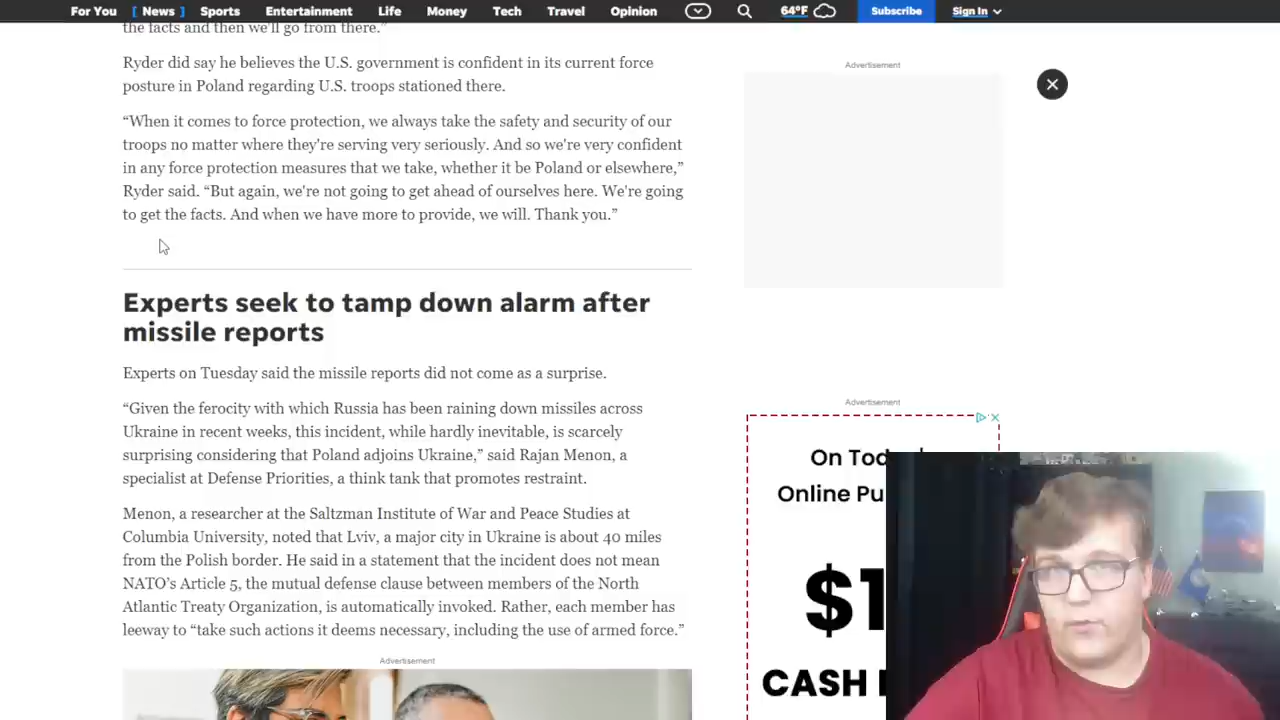 For You [ News ] Sports Entertainment Life Money Tech Travel Opinion 64°F Subscribe Sign In
the facts and then we'll go from there."
Ryder did say he believes the U.S. government is confident in its current force
posture in Poland regarding U.S. troops stationed there.
“When it comes to force protection, we always take the safety and security of our
troops no matter where they're serving very seriously. And so we're very confident
in any force protection measures that we take, whether it be Poland or elsewhere,”
Ryder said. “But again, we're not going to get ahead of ourselves here. We're going
to get the facts. And when we have more to provide, we will. Thank you.”
Experts seek to tamp down alarm after
missile reports
Experts on Tuesday said the missile reports did not come as a surprise.
“Given the ferocity with which Russia has been raining down missiles across
Ukraine in recent weeks, this incident, while hardly inevitable, is scarcely
surprising considering that Poland adjoins Ukraine,” said Rajan Menon, a
specialist at Defense Priorities, a think tank that promotes restraint.
Menon, a researcher at the Saltzman Institute of War and Peace Studies at
Columbia University, noted that Lviv, a major city in Ukraine is about 40 miles
from the Polish border. He said in a statement that the incident does not mean
NATO’s Article 5, the mutual defense clause between members of the North
Atlantic Treaty Organization, is automatically invoked. Rather, each member has
leeway to “take such actions it deems necessary, including the use of armed force.”
Advertisement
Advertisement
Advertisement
On
Online
$1
CASH